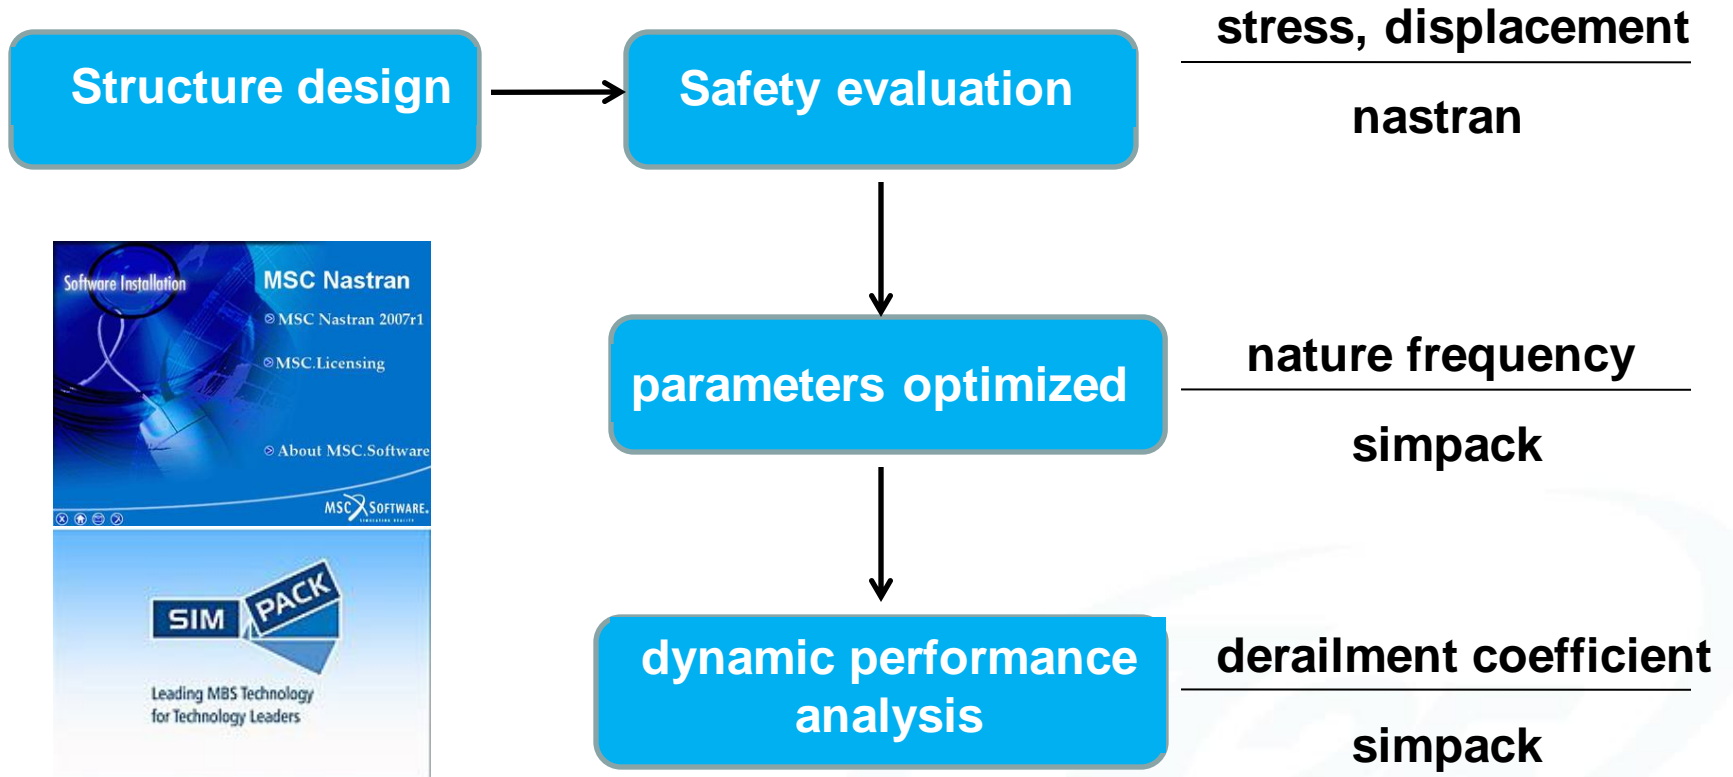 stress, displacement
Structure design
Safety evaluation
nastran
Software Installation
MSC Nastran
MSC Nastran 2007r1
MSC.Licensing
About MSC.Software
MSC SOFTWARE.
SIMULATING REALITY
nature frequency
parameters optimized
simpack
SIM PACK
Leading MBS Technology
for Technology Leaders
dynamic performance
analysis
derailment coefficient
simpack